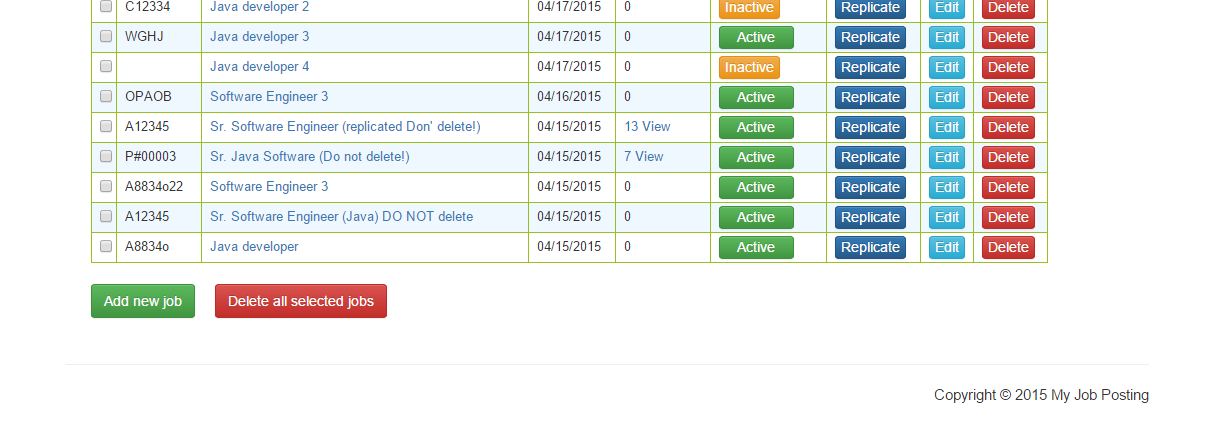 C12334 Java developer 2 04/17/2015 0 Inactive Replicate Edit Delete
WGHJ Java developer 3 04/17/2015 0 Active Replicate Edit Delete
Java developer 4 04/17/2015 0 Inactive Replicate Edit Delete
OPAOB Software Engineer 3 04/16/2015 0 Active Replicate Edit Delete
A12345 Sr. Software Engineer (replicated Don' delete!) 04/15/2015 13 View Active Replicate Edit Delete
P#00003 Sr. Java Software (Do not delete!) 04/15/2015 7 View Active Replicate Edit Delete
A8834o22 Software Engineer 3 04/15/2015 0 Active Replicate Edit Delete
A12345 Sr. Software Engineer (Java) DO NOT delete 04/15/2015 0 Active Replicate Edit Delete
A8834o Java developer 04/15/2015 0 Active Replicate Edit Delete
Add new job Delete all selected jobs
Copyright © 2015 My Job Posting